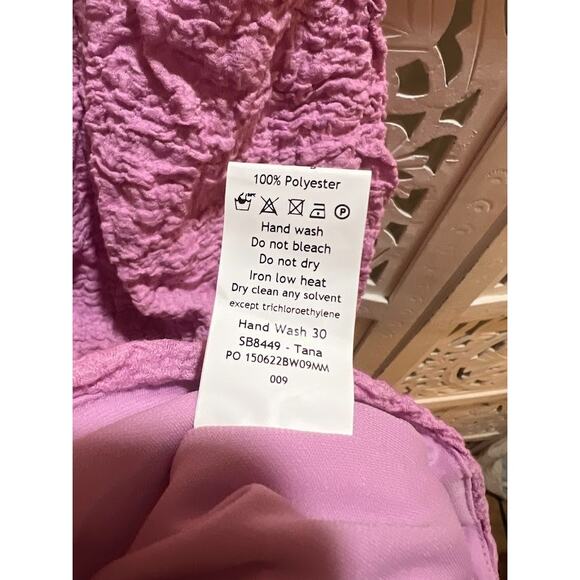 100% Polyester
P
Hand wash
Do not bleach
Do not dry
Iron low heat
Dry clean any solvent
except trichloroethylene
Hand Wash 30
SB8449 - Tana
PO 150622BW09MM
009